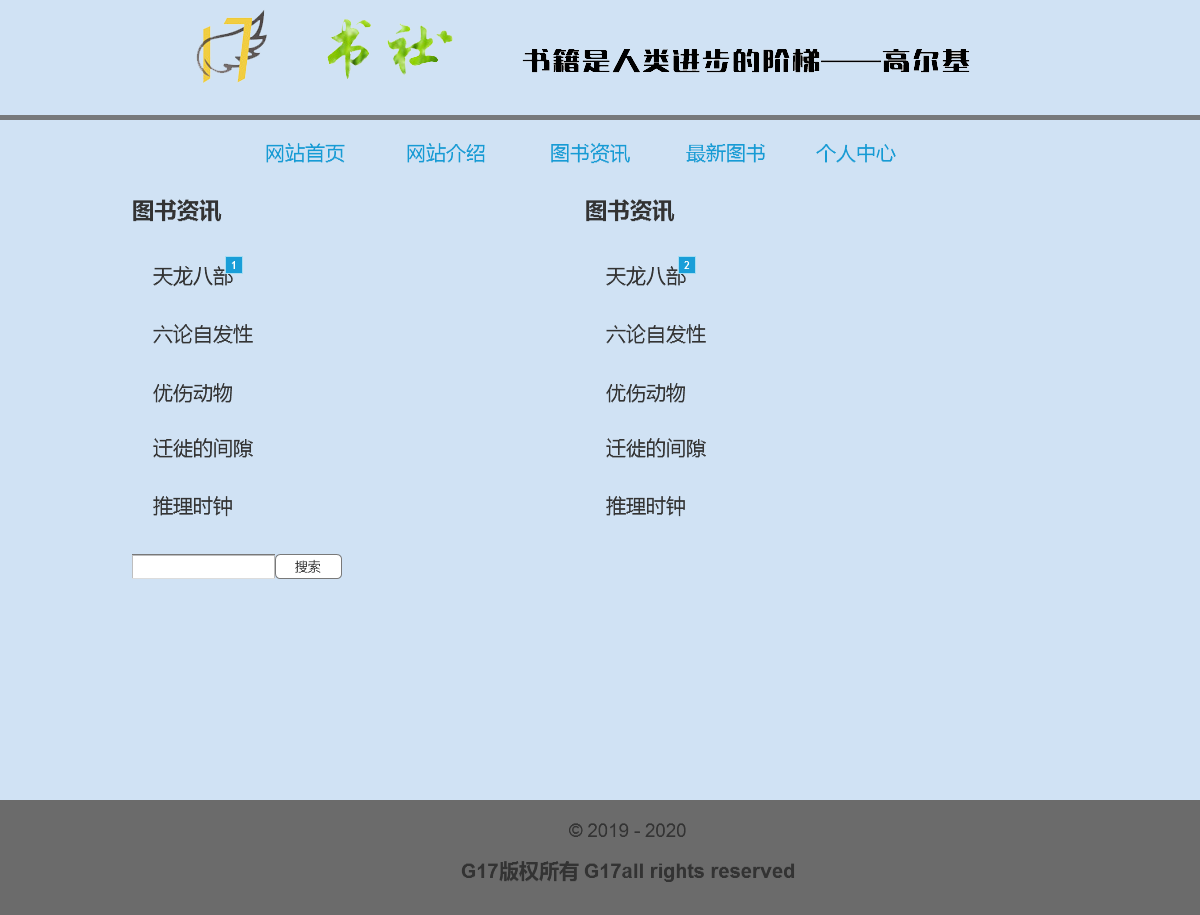 17 书社 书籍是人类进步的阶梯——高尔基
网站首页 网站介绍 图书资讯 最新图书 个人中心
图书资讯
天龙八部 1
六论自发性
优伤动物
迁徙的间隙
推理时钟
搜索
图书资讯
天龙八部 2
六论自发性
优伤动物
迁徙的间隙
推理时钟
© 2019 - 2020
G17版权所有 G17all rights reserved